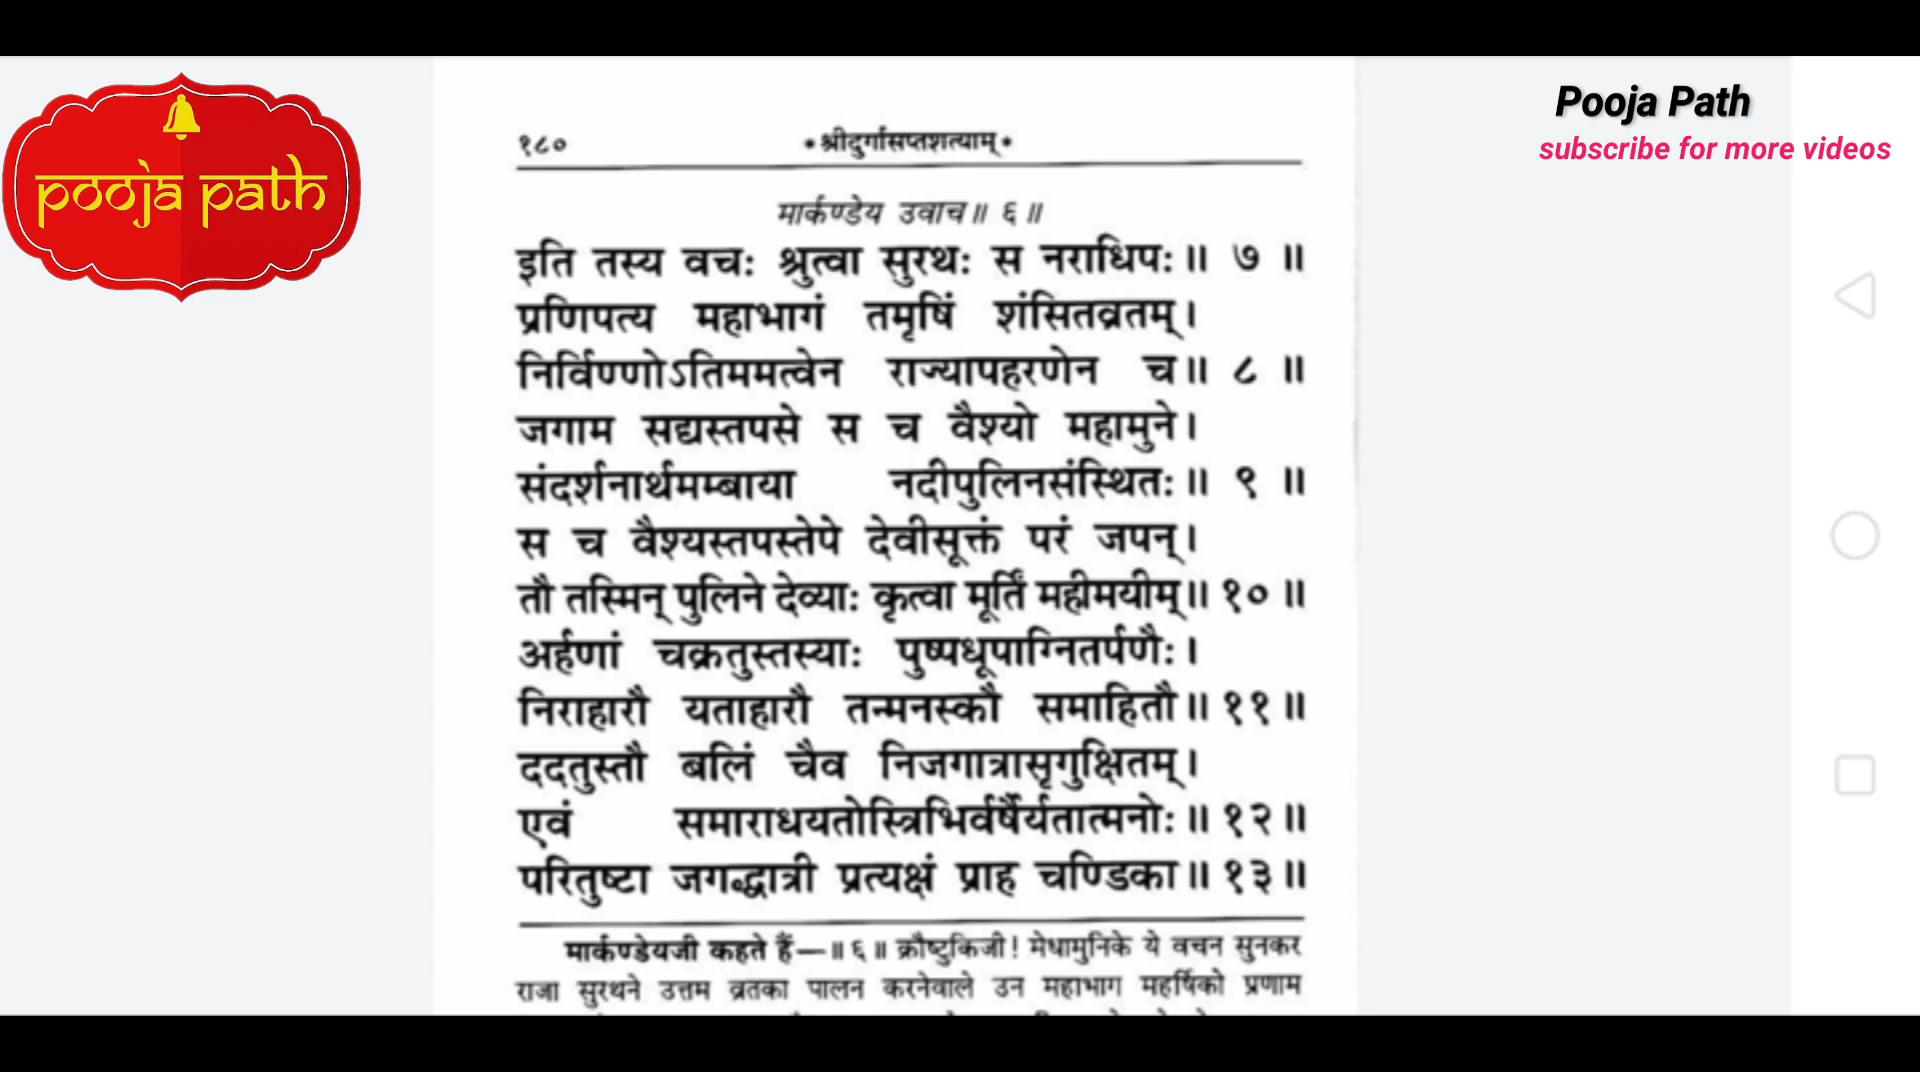 pooja path
Pooja Path
subscribe for more videos
१८० • श्रीदुर्गासप्तशत्याम् •
मार्कण्डेय उवाच॥ ६॥
इति तस्य वचः श्रुत्वा सुरथः स नराधिपः॥ ७ ॥
प्रणिपत्य महाभागं तमृषिं शंसितव्रतम्।
निर्विण्णोऽतिममत्वेन राज्यापहरणेन च॥ ८ ॥
जगाम सद्यस्तपसे स च वैश्यो महामुने।
संदर्शनार्थमम्बाया नदीपुलिनसंस्थितः॥ ९ ॥
स च वैश्यस्तपस्तेपे देवीसूक्तं परं जपन्।
तौ तस्मिन् पुलिने देव्याः कृत्वा मूर्तिं महीमयीम्॥ १० ॥
अर्हणां चक्रतुस्तस्याः पुष्पधूपाग्नितर्पणैः।
निराहारौ यताहारौ तन्मनस्कौ समाहितौ॥ ११॥
ददतुस्तौ बलिं चैव निजगात्रासृगुक्षितम्।
एवं समाराधयतोस्त्रिभिर्वर्षैर्यतात्मनोः॥ १२॥
परितुष्टा जगद्धात्री प्रत्यक्षं प्राह चण्डिका॥ १३॥
मार्कण्डेयजी कहते हैं—॥ ६॥ क्रौष्टुकिजी! मेधामुनिके ये वचन सुनकर
राजा सुरथने उत्तम व्रतका पालन करनेवाले उन महाभाग महर्षिको प्रणाम